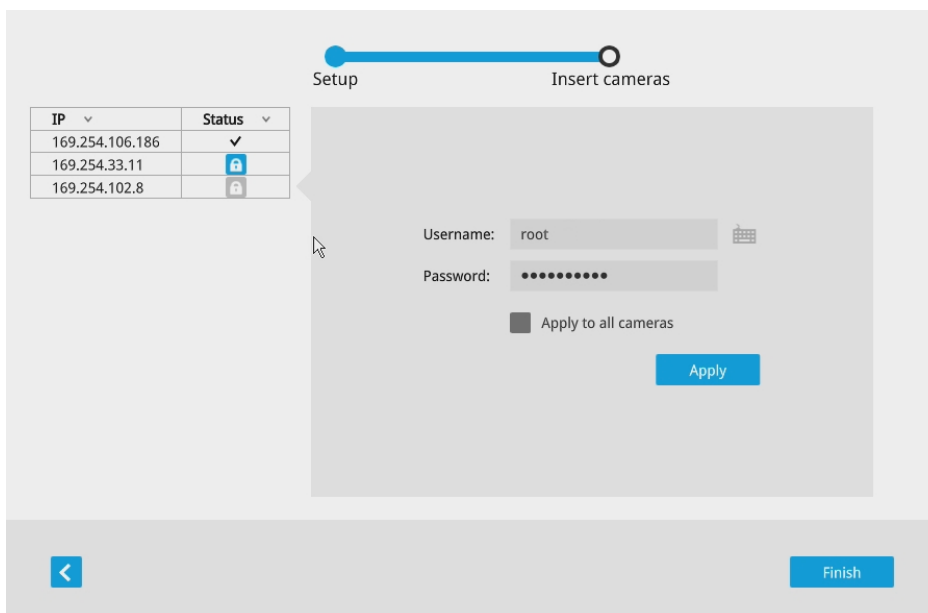 Setup Insert cameras
IP Status
169.254.106.186
169.254.33.11
169.254.102.8
Username: root
Password: ••••••••••
Apply to all cameras
Apply
Finish